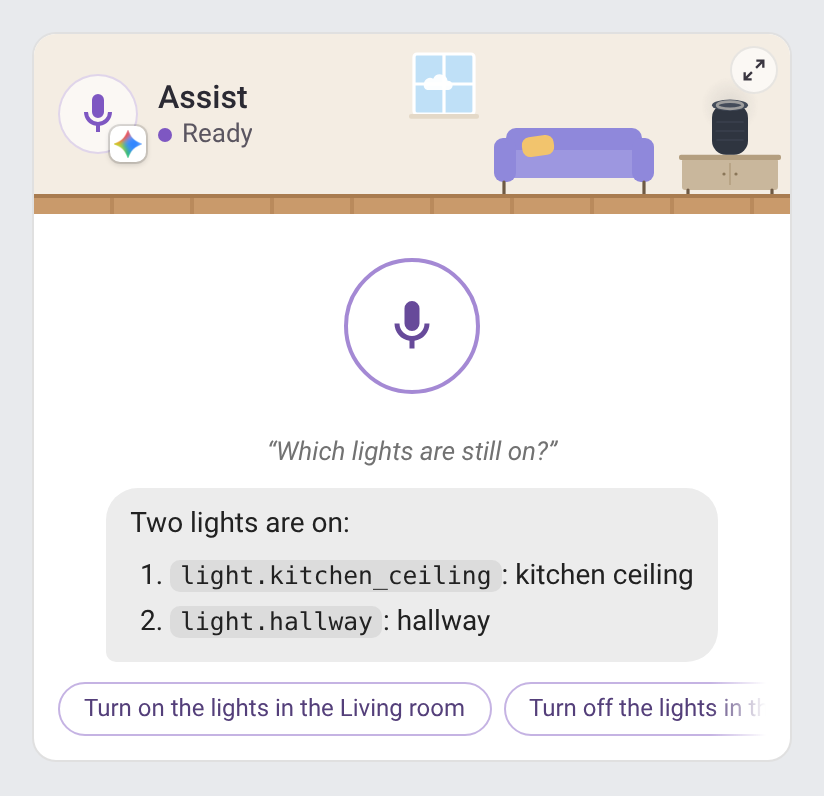 Assist
Ready
“Which lights are still on?”
Two lights are on:
1. light.kitchen_ceiling: kitchen ceiling
2. light.hallway: hallway
Turn on the lights in the Living room
Turn off the lights in